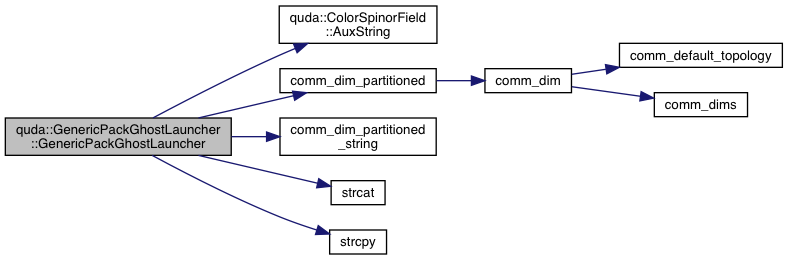 quda::GenericPackGhostLauncher
::GenericPackGhostLauncher
quda::ColorSpinorField
::AuxString
comm_dim_partitioned
comm_dim_partitioned
_string
strcat
strcpy
comm_dim
comm_default_topology
comm_dims